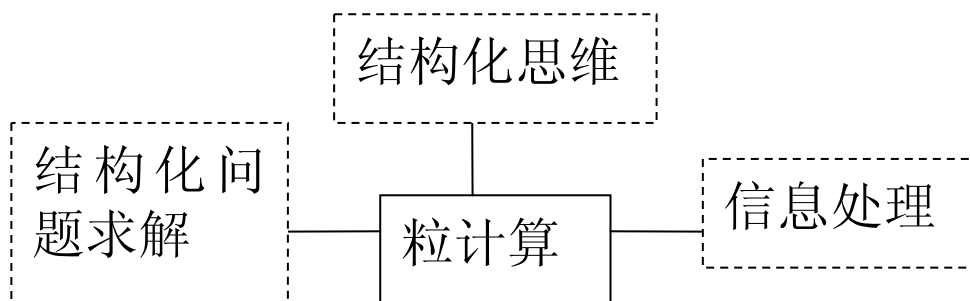 结构化思维
结构化问
题求解
粒计算
信息处理